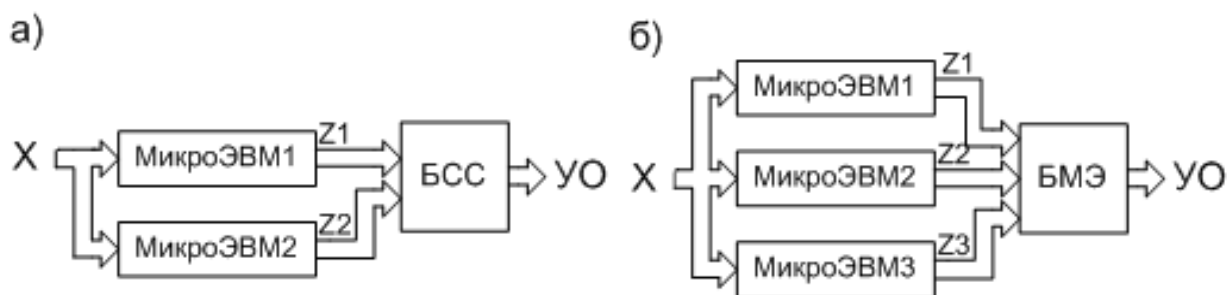 а)
X
МикроЭВМ1
Z1
МикроЭВМ2
Z2
БСС
УО
б)
X
МикроЭВМ1
Z1
МикроЭВМ2
Z2
МикроЭВМ3
Z3
БМЭ
УО